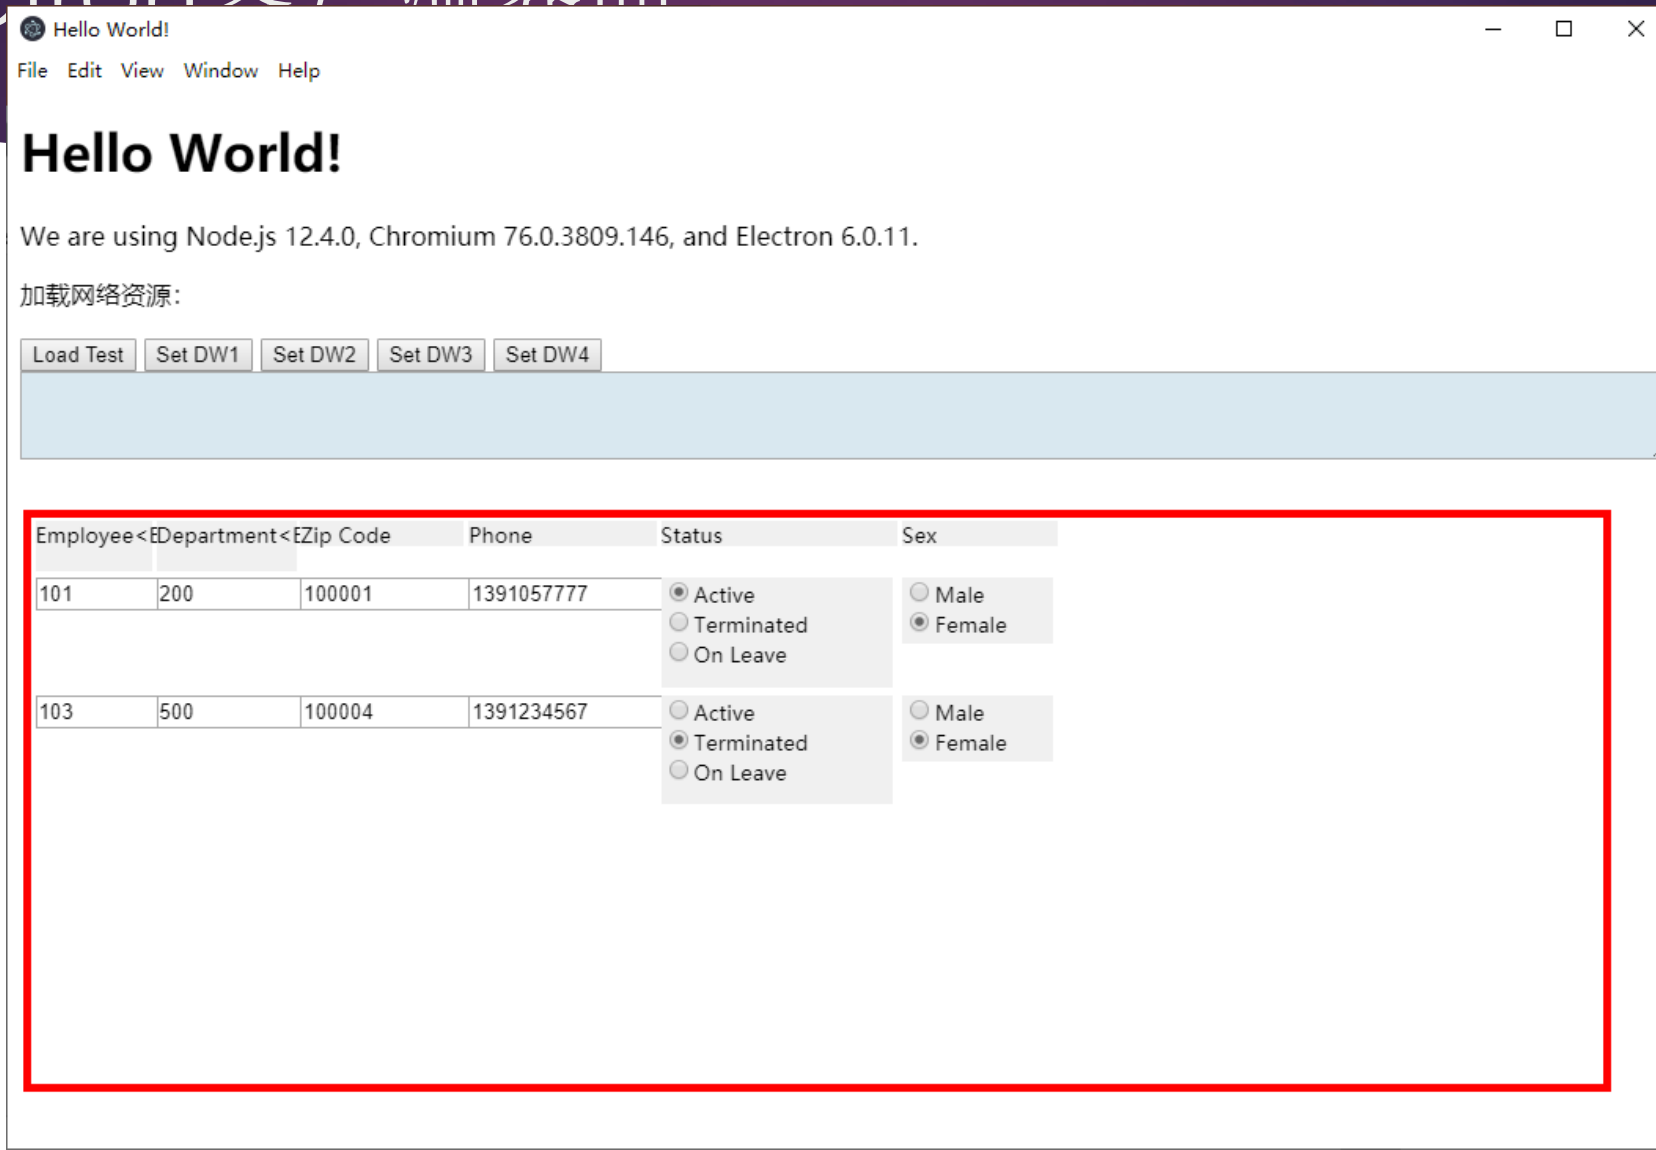 Hello World!
File Edit View Window Help
Hello World!
We are using Node.js 12.4.0, Chromium 76.0.3809.146, and Electron 6.0.11.
加载网络资源：
Load Test Set DW1 Set DW2 Set DW3 Set DW4
Employee<E Department<E Zip Code Phone Status Sex
101 200 100001 1391057777 Active Male
Terminated Female
On Leave
103 500 100004 1391234567 Active Male
Terminated Female
On Leave